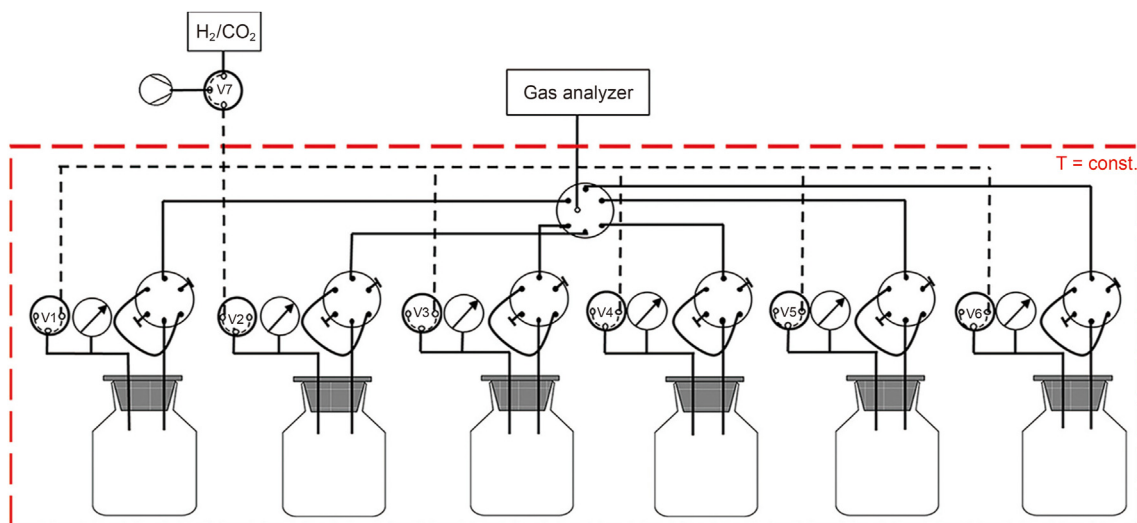 H₂/CO₂
V7
Gas analyzer
T = const.
V1
V2
V3
V4
V5
V6